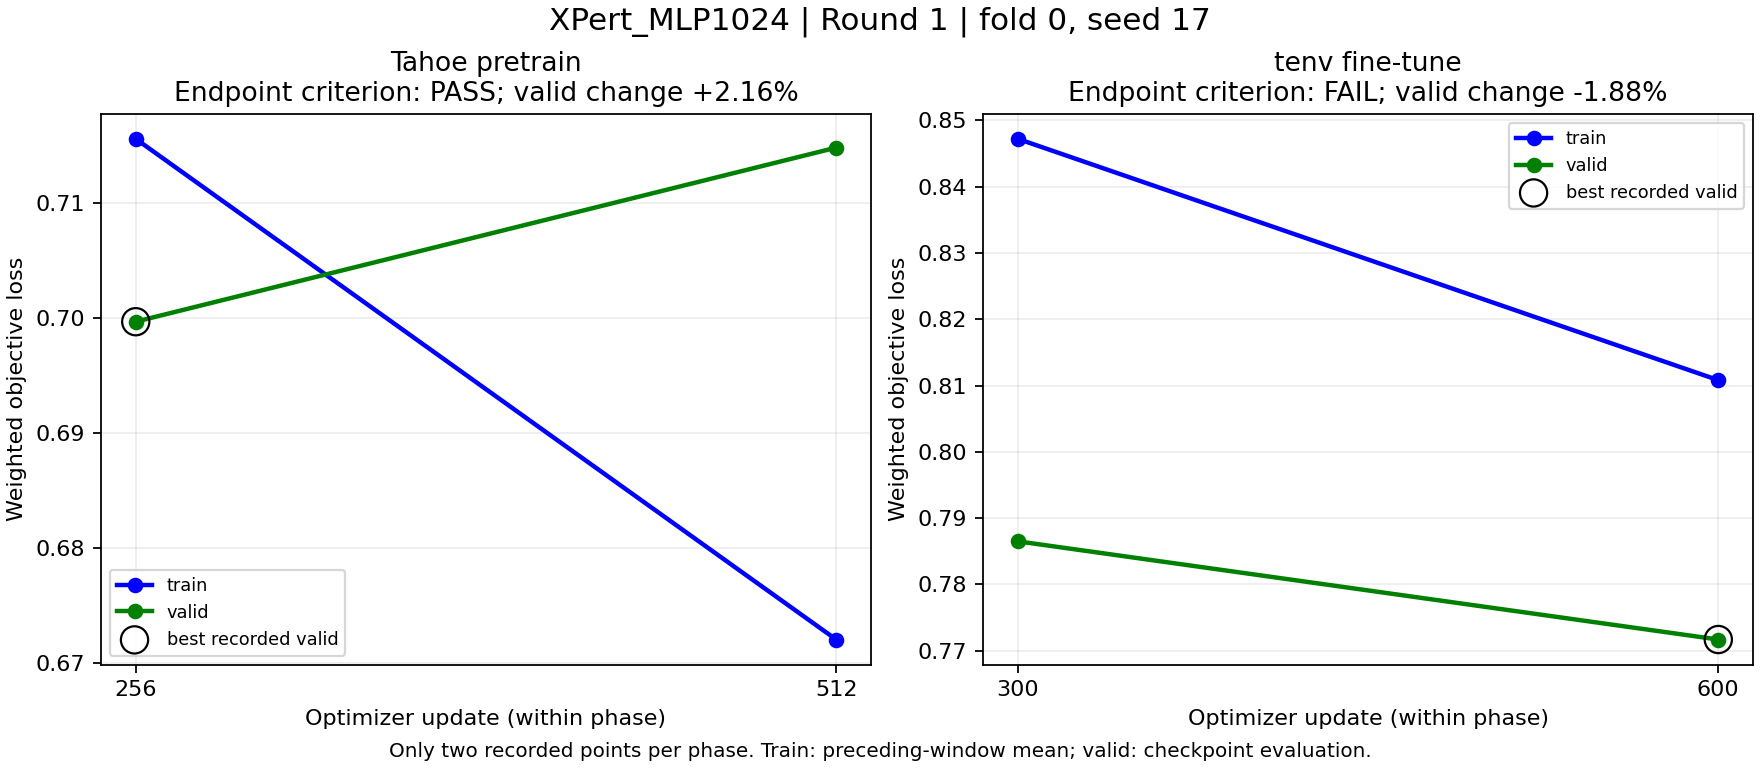 XPert_MLP1024 | Round 1 | fold 0, seed 17
Tahoe pretrain
Endpoint criterion: PASS; valid change +2.16%
Weighted objective loss
0.71
0.70
0.69
0.68
0.67
train
valid
best recorded valid
256
512
Optimizer update (within phase)
tenv fine-tune
Endpoint criterion: FAIL; valid change -1.88%
Weighted objective loss
0.85
0.84
0.83
0.82
0.81
0.80
0.79
0.78
0.77
train
valid
best recorded valid
300
600
Optimizer update (within phase)
Only two recorded points per phase. Train: preceding-window mean; valid: checkpoint evaluation.